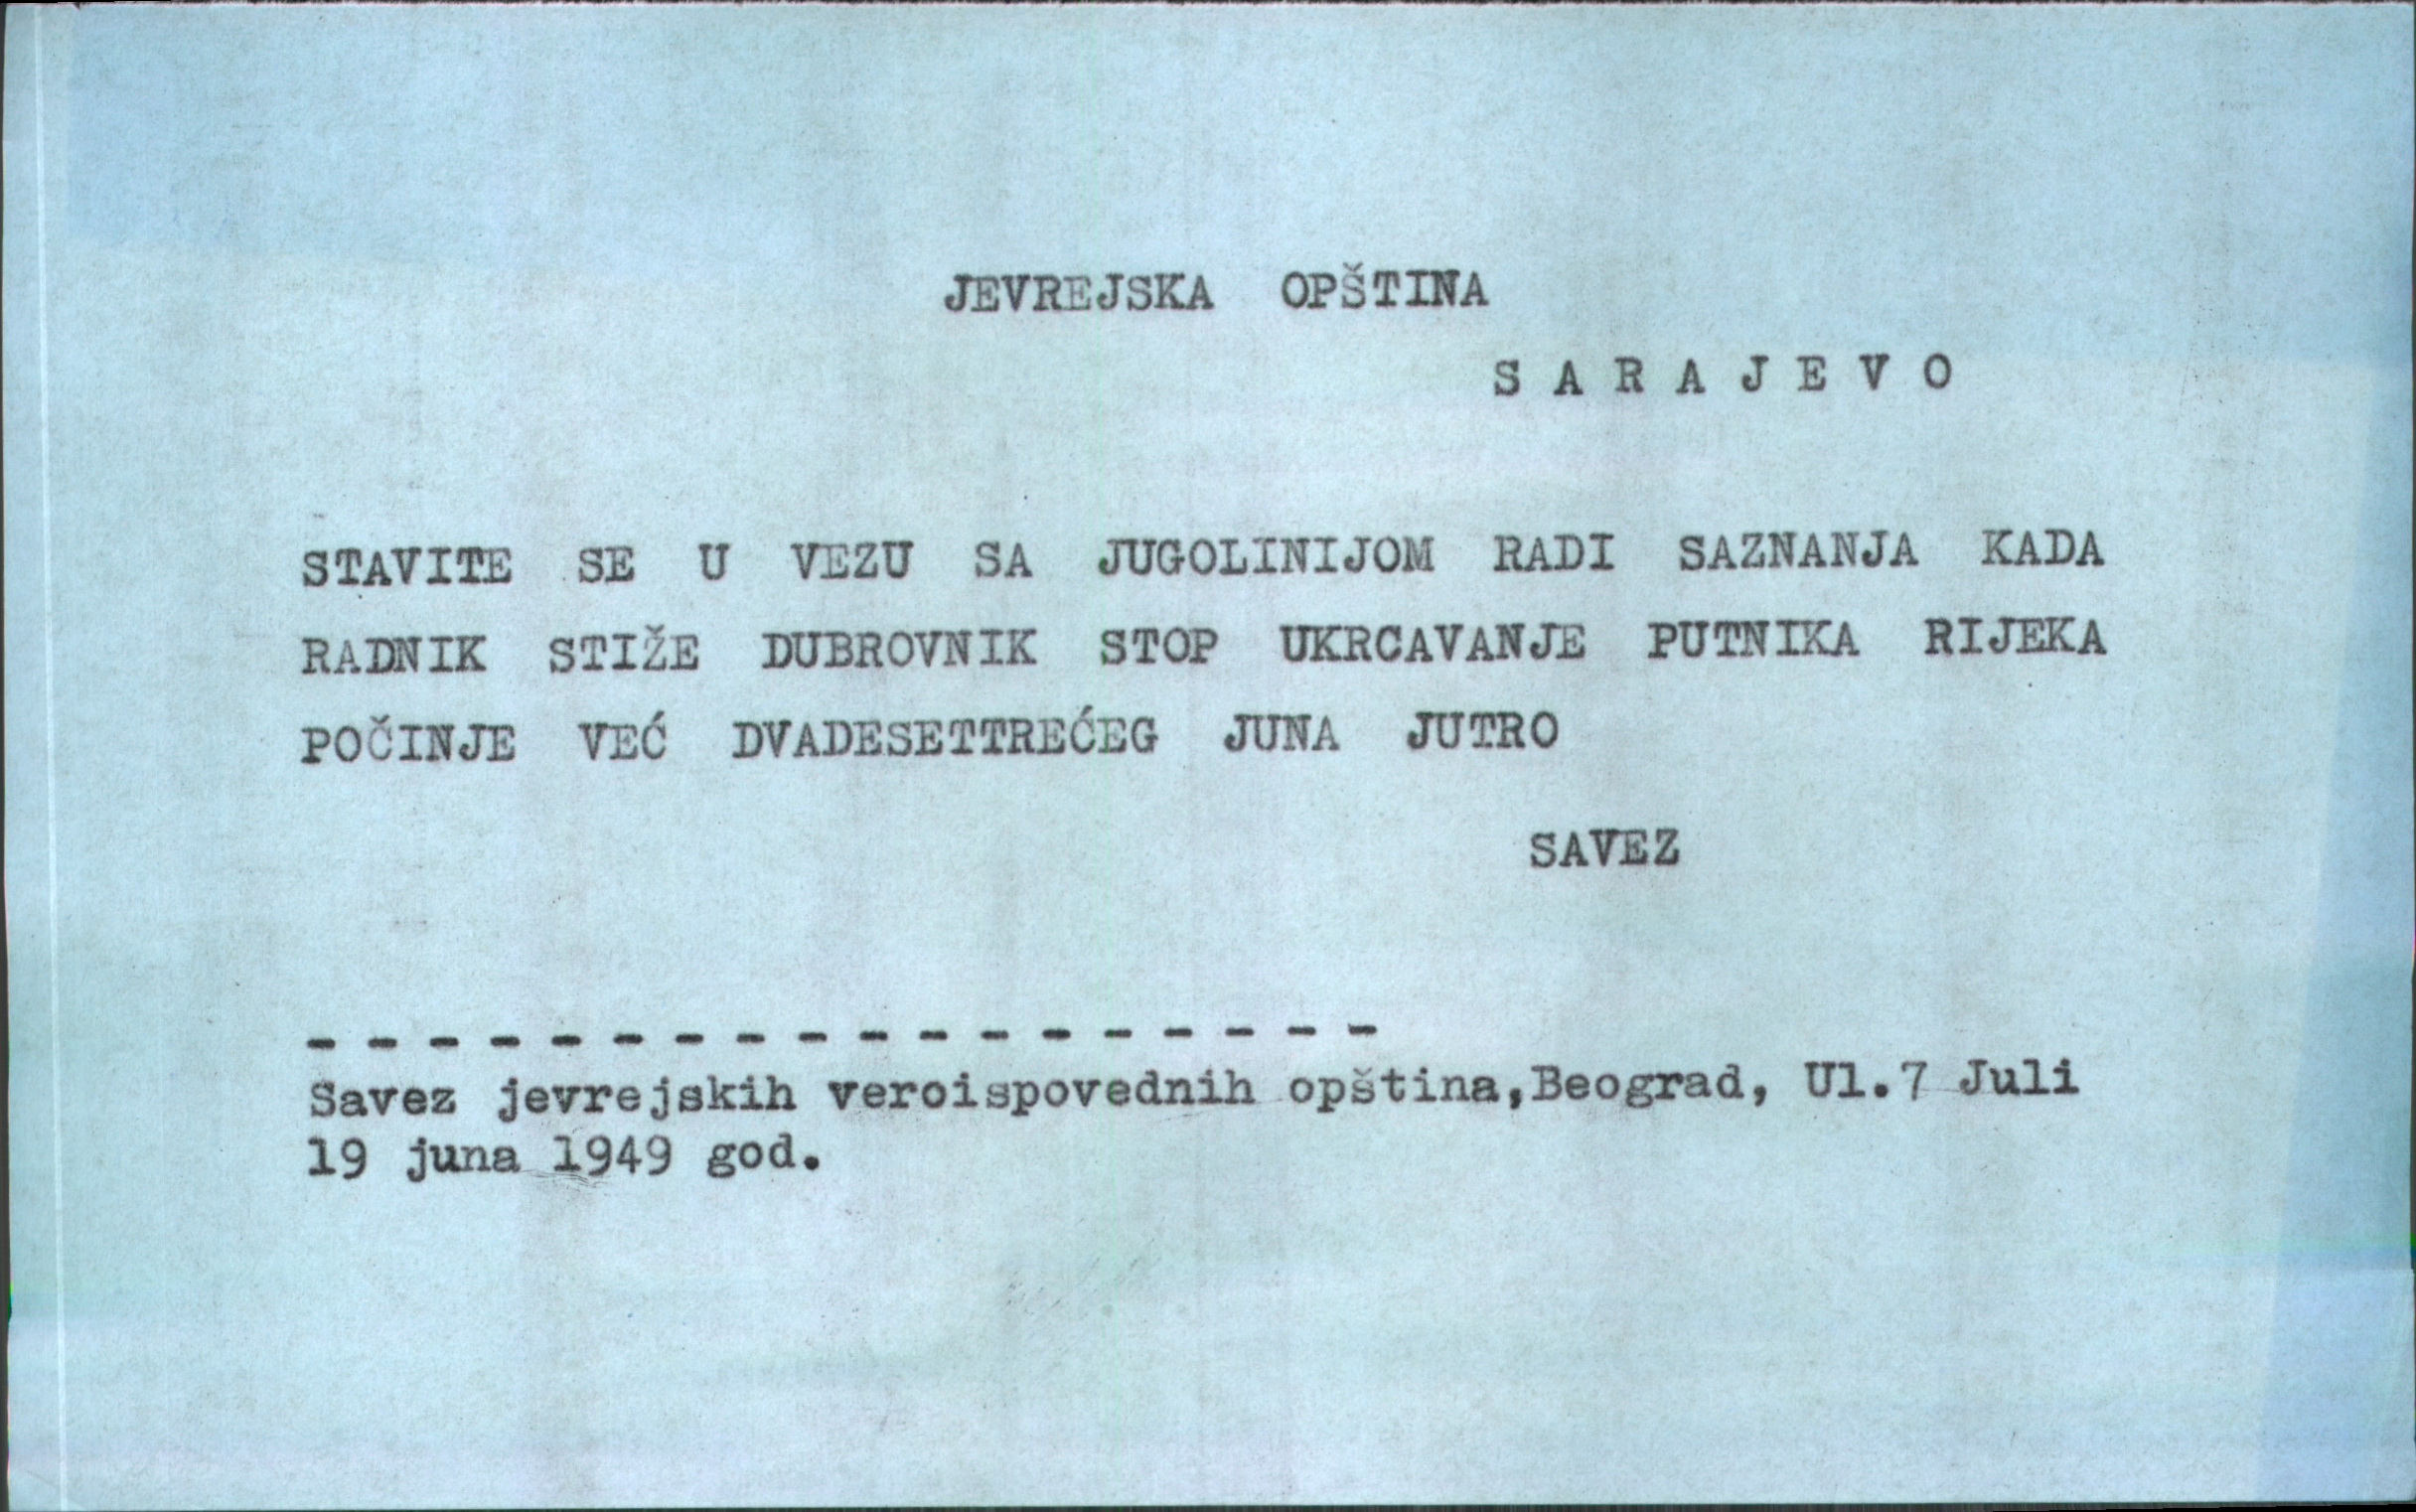 JEVREJSKA OPŠTINA
S A R A J E V O
STAVITE SE U VEZU SA JUGOLINIJOM RADI SAZNANJA KADA
RADNIK STIŽE DUBROVNIK STOP UKRCAVANJE PUTNIKA RIJEKA
POČINJE VEĆ DVADESETTREĆEG JUNA JUTRO
SAVEZ
- - - - - - - - - - - - - - - - - -
Savez jevrejskih veroispovednih opština,Beograd, Ul.7 Juli
19 juna 1949 god.